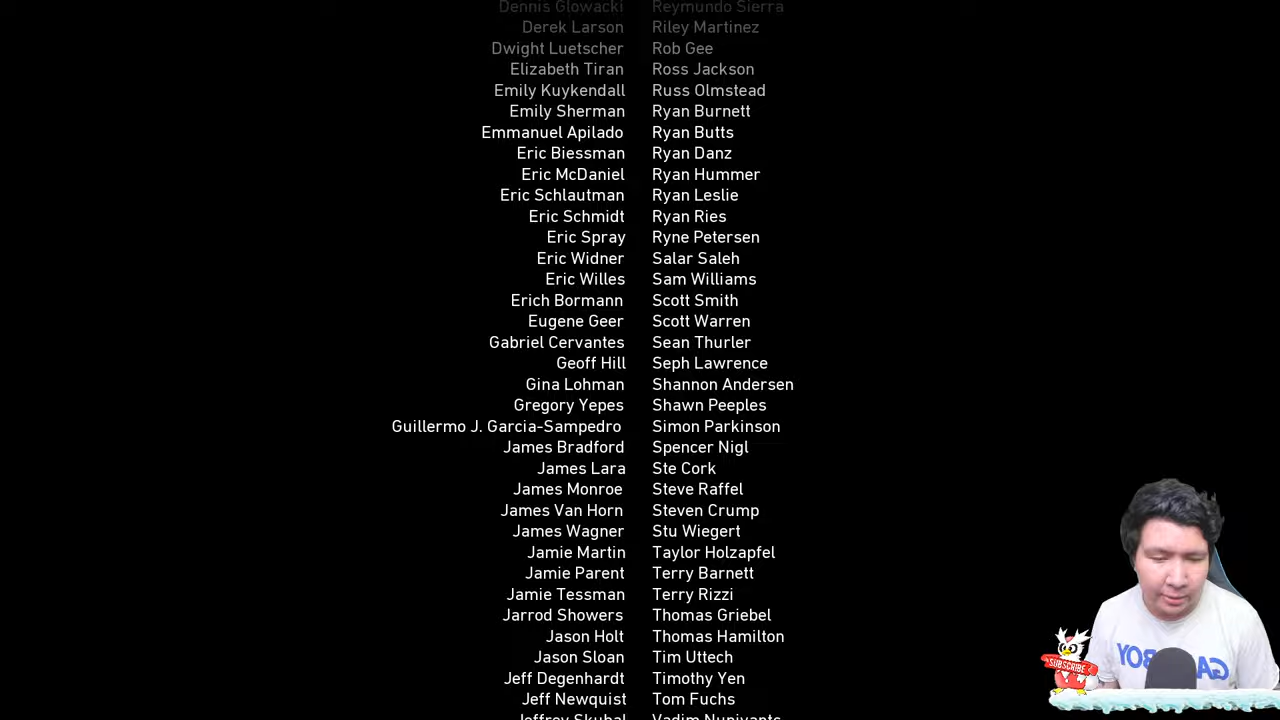 Dennis Glowacki Reymundo Sierra
Derek Larson Riley Martinez
Dwight Luetscher Rob Gee
Elizabeth Tiran Ross Jackson
Emily Kuykendall Russ Olmstead
Emily Sherman Ryan Burnett
Emmanuel Apilado Ryan Butts
Eric Biessman Ryan Danz
Eric McDaniel Ryan Hummer
Eric Schlautman Ryan Leslie
Eric Schmidt Ryan Ries
Eric Spray Ryne Petersen
Eric Widner Salar Saleh
Eric Willes Sam Williams
Erich Bormann Scott Smith
Eugene Geer Scott Warren
Gabriel Cervantes Sean Thurler
Geoff Hill Seph Lawrence
Gina Lohman Shannon Andersen
Gregory Yepes Shawn Peeples
Guillermo J. Garcia-Sampedro Simon Parkinson
James Bradford Spencer Nigl
James Lara Ste Cork
James Monroe Steve Raffel
James Van Horn Steven Crump
James Wagner Stu Wiegert
Jamie Martin Taylor Holzapfel
Jamie Parent Terry Barnett
Jamie Tessman Terry Rizzi
Jarrod Showers Thomas Griebel
Jason Holt Thomas Hamilton
Jason Sloan Tim Uttech
Jeff Degenhardt Timothy Yen
Jeff Newquist Tom Fuchs
Jeffrey Vadim
SUBSCRIBE